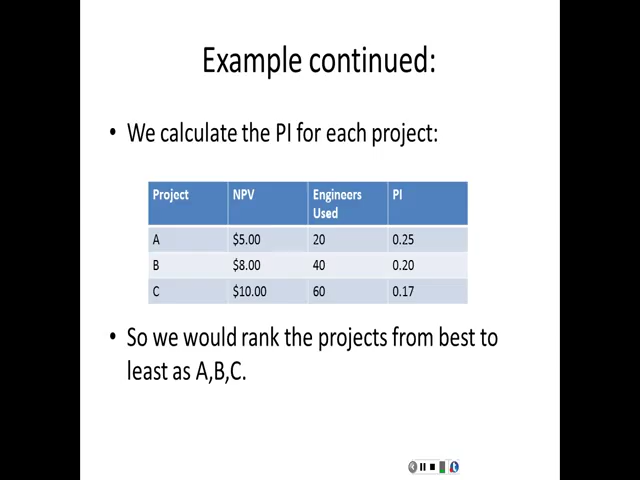 Example continued:
• We calculate the PI for each project:
Project NPV Engineers Used PI
A $5.00 20 0.25
B $8.00 40 0.20
C $10.00 60 0.17
• So we would rank the projects from best to
least as A,B,C.